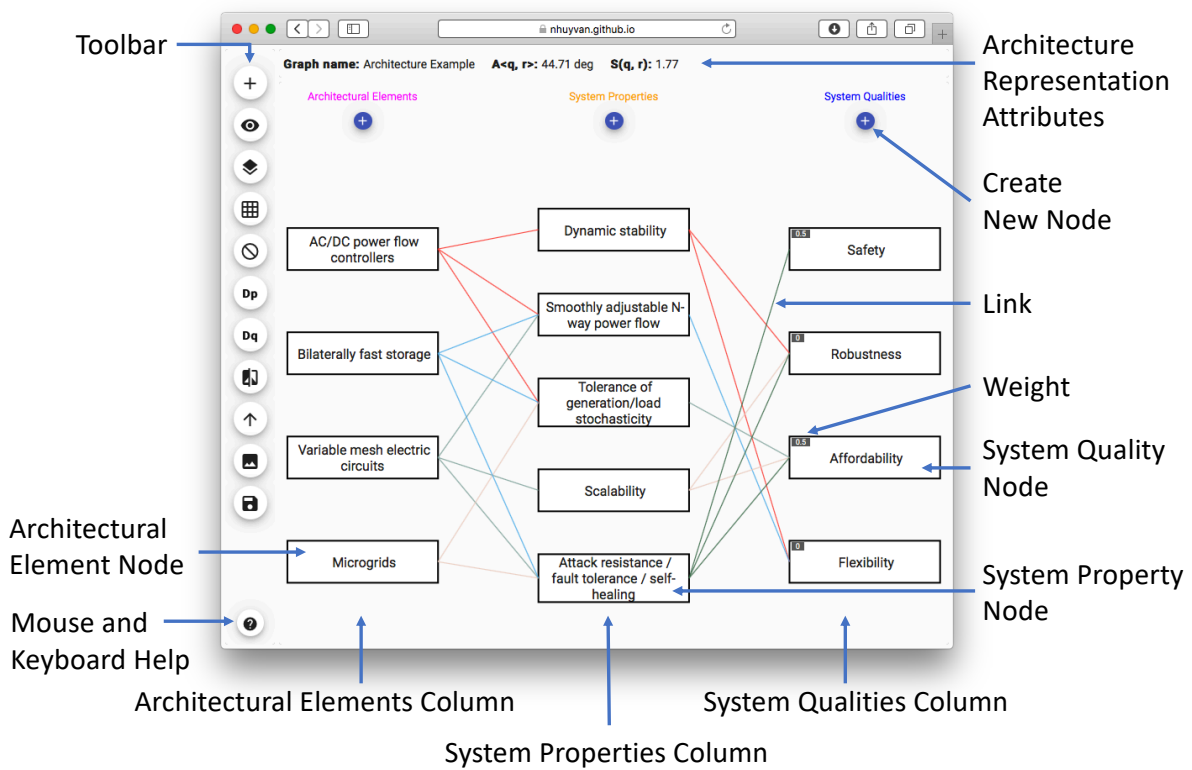 nhuyvan.github.io
Toolbar
Graph name: Architecture Example A<q, r>: 44.71 deg S(q, r): 1.77
Architecture
Representation
Attributes
Architectural Elements
System Properties
System Qualities
Create
New Node
Dynamic stability
AC/DC power flow
controllers
0.5
Safety
Smoothly adjustable N-
way power flow
Link
Dp
Dq
Bilaterally fast storage
0
Robustness
Tolerance of
generation/load
stochasticity
Weight
Variable mesh electric
circuits
0.5
Affordability
System Quality
Node
Scalability
Architectural
Element Node
Microgrids
Attack resistance /
fault tolerance / self-
healing
0
Flexibility
System Property
Node
Mouse and
Keyboard Help
Architectural Elements Column
System Qualities Column
System Properties Column